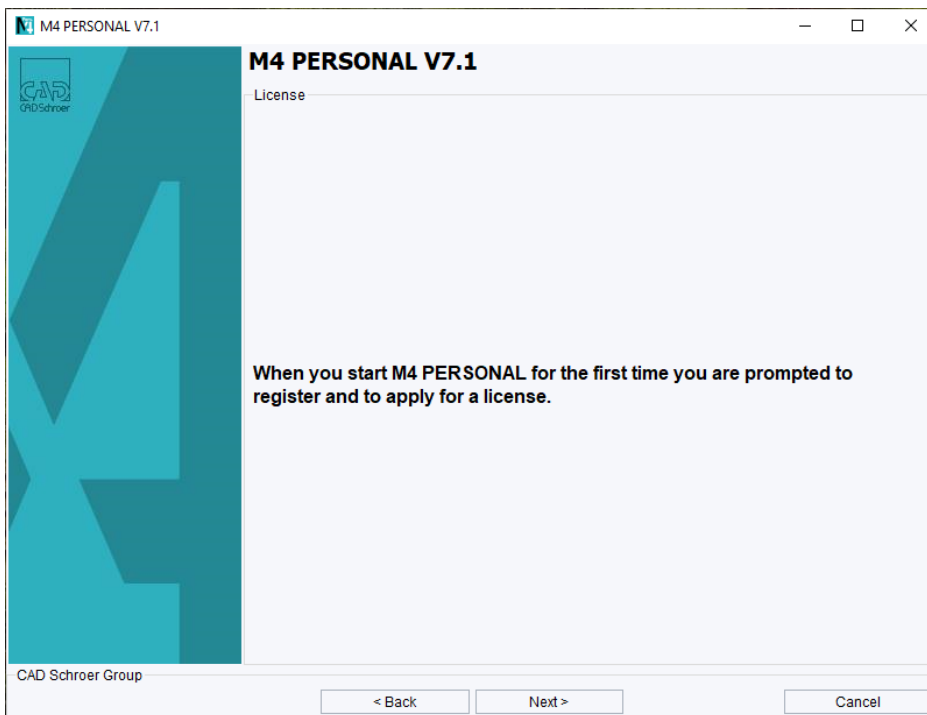 M4 PERSONAL V7.1
M4 PERSONAL V7.1
CAD
CAD Schroer
License
When you start M4 PERSONAL for the first time you are prompted to
register and to apply for a license.
CAD Schroer Group
< Back
Next >
Cancel